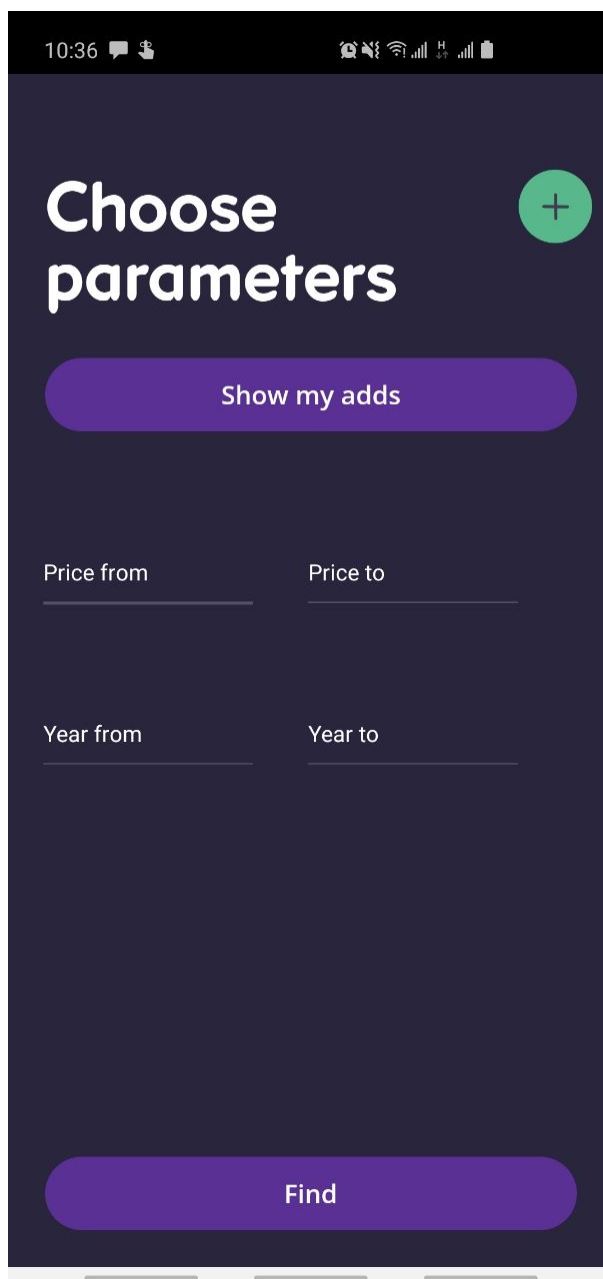 10:36 H
Choose
parameters
+
Show my adds
Price from Price to
Year from Year to
Find